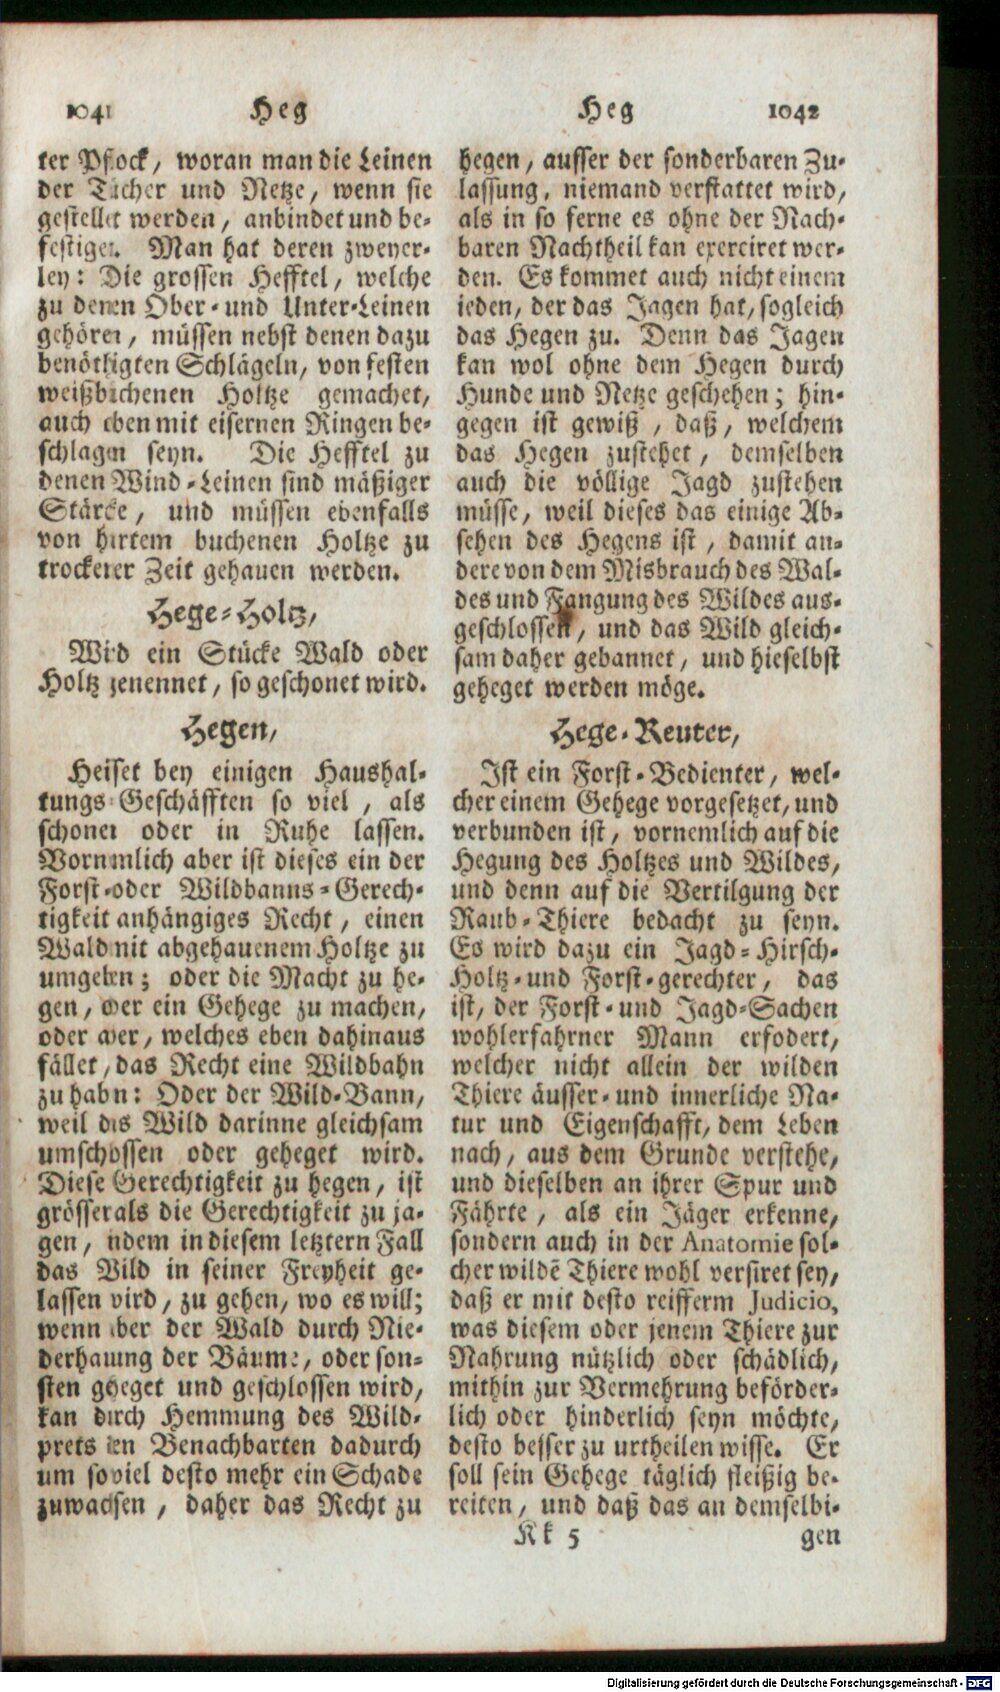 1041 Heg
ter Pflock, woran man die Leinen
der Tücher und Netze, wenn sie
gestellet werden, anbindet und be-
festiget. Man hat deren zweyer-
ley: Die grossen Hefftel, welche
zu denen Ober- und Unter-Leinen
gehören, müssen nebst denen dazu
benöthigten Schlägeln, von festen
weißbüchenen Holtze gemachet,
auch oben mit eisernen Ringen be-
schlagen seyn. Die Hefftel zu
denen Wind-Leinen sind mäßiger
Stärcke, und müssen ebenfalls
von hartem buchenen Holtze zu
trockener Zeit gehauen werden.
Hege-Holtz,
Wird ein Stücke Wald oder
Holtz genennet, so geschonet wird.
Hegen,
Heiset bey einigen Haushal-
tungs-Geschäfften so viel, als
schonen oder in Ruhe lassen.
Vornemlich aber ist dieses ein der
Forst-oder Wildbanns-Gerech-
tigkeit anhängiges Recht, einen
Wald mit abgehauenem Holtze zu
umgeben; oder die Macht zu he-
gen, oder ein Gehege zu machen,
oder aber, welches eben dahinaus
fället, das Recht eine Wildbahn
zu haben: Oder der Wild-Bann,
weil das Wild darinne gleichsam
umschlossen oder geheget wird.
Diese Gerechtigkeit zu hegen, ist
grösser als die Gerechtigkeit zu ja-
gen, indem in diesem letztern Fall
das Wild in seiner Freyheit ge-
lassen wird, zu gehen, wo es will;
wenn aber der Wald durch Nie-
derhauung der Bäume, oder son-
sten geheget und geschlossen wird,
kan durch Hemmung des Wild-
prets den Benachbarten dadurch
um so viel desto mehr ein Schade
zuwachsen, daher das Recht zu
Heg 1042
hegen, ausser der sonderbaren Zu-
lassung, niemand verstattet wird,
als in so ferne es ohne der Nach-
baren Nachtheil kan exerciret wer-
den. Es kommet auch nicht einem
ieden, der das Jagen hat, sogleich
das Hegen zu. Denn das Jagen
kan wol ohne dem Hegen durch
Hunde und Netze geschehen; hin-
gegen ist gewiß, daß, welchem
das Hegen zustehet, demselben
auch die völlige Jagd zustehen
müsse, weil dieses das einige Ab-
sehen des Hegens ist, damit an-
dere von dem Misbrauch des Wal-
des und Fangung des Wildes aus-
geschlossen, und das Wild gleich-
sam daher gebannet, und hieselbst
geheget werden möge.
Hege-Reuter,
Ist ein Forst-Bedienter, wel-
cher einem Gehege vorgesetzet, und
verbunden ist, vornemlich auf die
Hegung des Holtzes und Wildes,
und denn auf die Vertilgung der
Raub-Thiere bedacht zu seyn.
Es wird dazu ein Jagd-Hirsch-
Holtz-und Forst-gerechter, das
ist, der Forst-und Jagd-Sachen
wohlerfahrner Mann erfodert,
welcher nicht allein der wilden
Thiere äusser-und innerliche Na-
tur und Eigenschafft, dem Leben
nach, aus dem Grunde verstehe,
und dieselben an ihrer Spur und
Fährte, als ein Jäger erkenne,
sondern auch in der Anatomie sol-
cher wildē Thiere wohl versiret sey,
daß er mit desto reifferm Judicio,
was diesem oder jenem Thiere zur
Nahrung nützlich oder schädlich,
mithin zur Vermehrung beförder-
lich oder hinderlich seyn möchte,
desto besser zu urtheilen wisse. Er
soll sein Gehege täglich fleißig be-
reiten, und daß das an demselbi-
Kk 5 gen
Digitalisierung gefördert durch die Deutsche Forschungsgemeinschaft - DFG